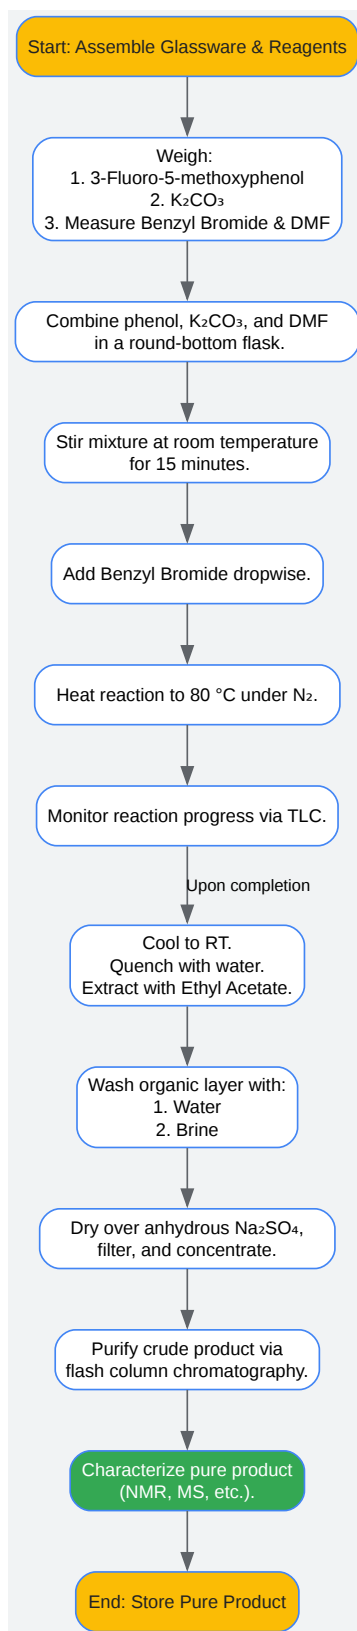 Start: Assemble Glassware & Reagents
Weigh:
1. 3-Fluoro-5-methoxyphenol
2. K₂CO₃
3. Measure Benzyl Bromide & DMF
Combine phenol, K₂CO₃, and DMF
in a round-bottom flask.
Stir mixture at room temperature
for 15 minutes.
Add Benzyl Bromide dropwise.
Heat reaction to 80 °C under N₂.
Monitor reaction progress via TLC.
Upon completion
Cool to RT.
Quench with water.
Extract with Ethyl Acetate.
Wash organic layer with:
1. Water
2. Brine
Dry over anhydrous Na₂SO₄,
filter, and concentrate.
Purify crude product via
flash column chromatography.
Characterize pure product
(NMR, MS, etc.).
End: Store Pure Product